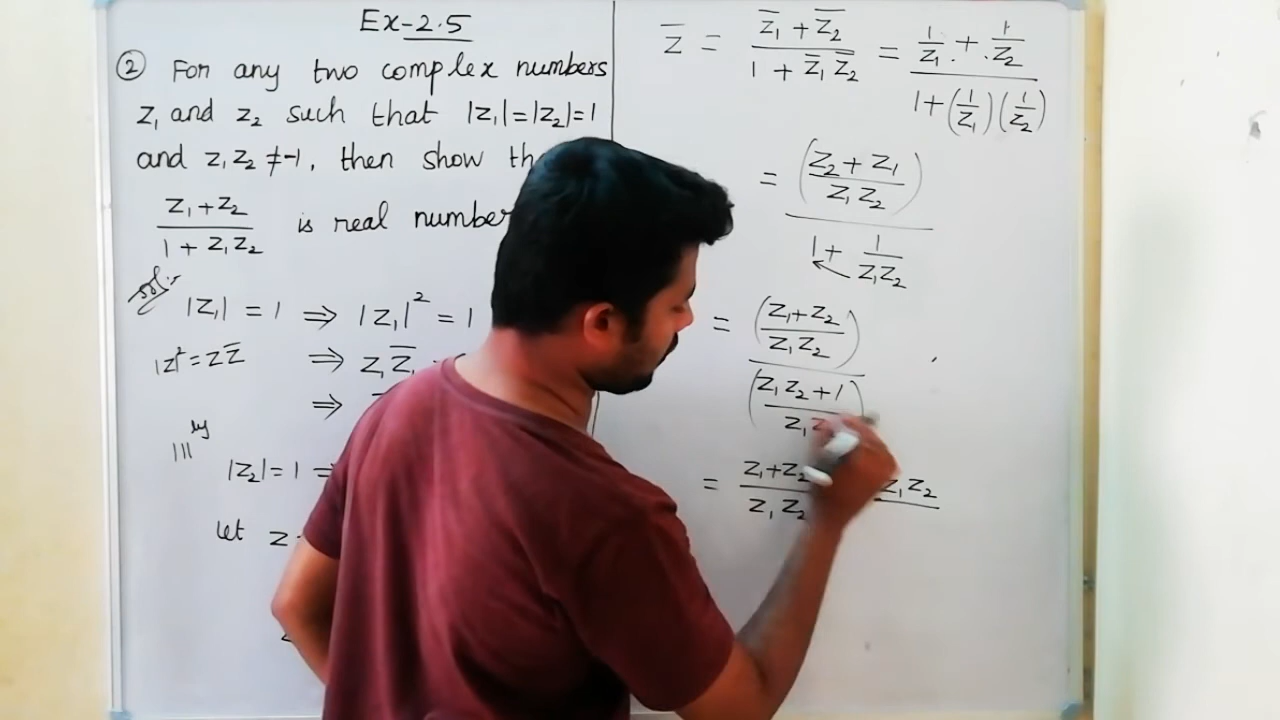 Ex-2.5
② For any two complex numbers
z₁ and z₂ such that |z₁|=|z₂|=1
and z₁z₂ ≠ -1, then show th
z₁+z₂ / 1 + z₁z₂ is real number
Sol:-
|z₁| = 1 ⇒ |z₁|² = 1
|z|² = z z̄ ⇒ z₁ z̄₁
⇒
|||ly
|z₂| = 1 ⇒
let z
z̄ = (z̄₁ + z̄₂) / (1 + z̄₁ z̄₂) = (1/z₁ + 1/z₂) / (1 + (1/z₁)(1/z₂))
= ((z₂ + z₁) / (z₁z₂)) / (1 + 1/(z₁z₂))
= ((z₁+z₂) / (z₁z₂)) / ((z₁z₂ + 1) / z₁z
= (z₁+z₂) / (z₁z₂) z₁z₂